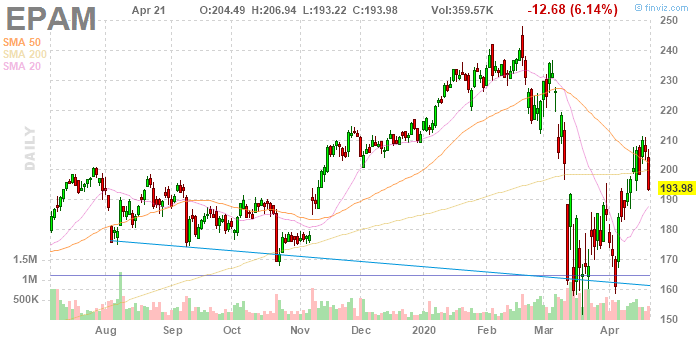 © finviz.com
EPAM Apr 21 O:204.49 H:206.94 L:193.22 C:193.98 Vol:359.57K -12.68 (6.14%)
SMA 50
SMA 200
SMA 20
DAILY
250
240
230
220
210
200
193.98
190
180
170
160
150
1.5M
1M
500K
Aug Sep Oct Nov Dec 2020 Feb Mar Apr